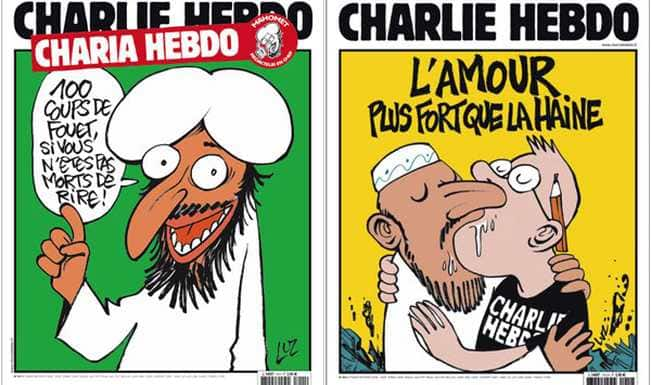 CHARLIE HEBDO
CHARIA HEBDO
MAHOMET
100
COUPS DE
FOUET,
SI VOUS
N'ÊTES PAS
MORTS DE
RIRE!
LUZ
CHARLIE HEBDO
L'AMOUR
PLUS FORT QUE LA HAINE
CHARLIE
HEBDO